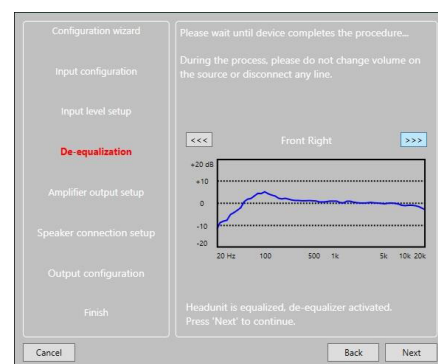 Configuration wizard
Input configuration
Input level setup
De-equalization
Amplifier output setup
Speaker connection setup
Output configuration
Finish
Please wait until device completes the procedure...
During the process, please do not change volume on
the source or disconnect any line.
<<< Front Right >>>
+20 dB
+10
0
-10
-20
20 Hz 100 500 1k 5k 10k 20k
Headunit is equalized, de-equalizer activated.
Press 'Next' to continue.
Cancel Back Next